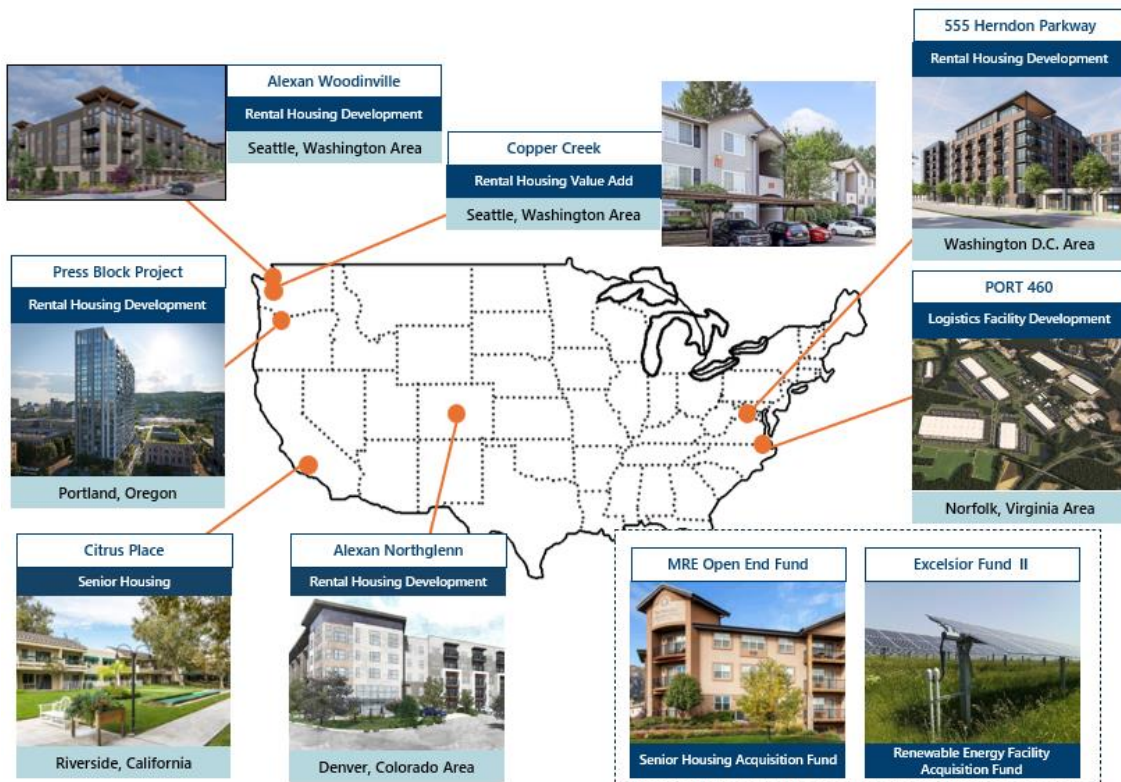 Alexan Woodinville
Rental Housing Development
Seattle, Washington Area
Copper Creek
Rental Housing Value Add
Seattle, Washington Area
555 Herndon Parkway
Rental Housing Development
Washington D.C. Area
Press Block Project
Rental Housing Development
Portland, Oregon
PORT 460
Logistics Facility Development
Norfolk, Virginia Area
Citrus Place
Senior Housing
Riverside, California
Alexan Northglenn
Rental Housing Development
Denver, Colorado Area
MRE Open End Fund
Senior Housing Acquisition Fund
Excelsior Fund II
Renewable Energy Facility
Acquisition Fund